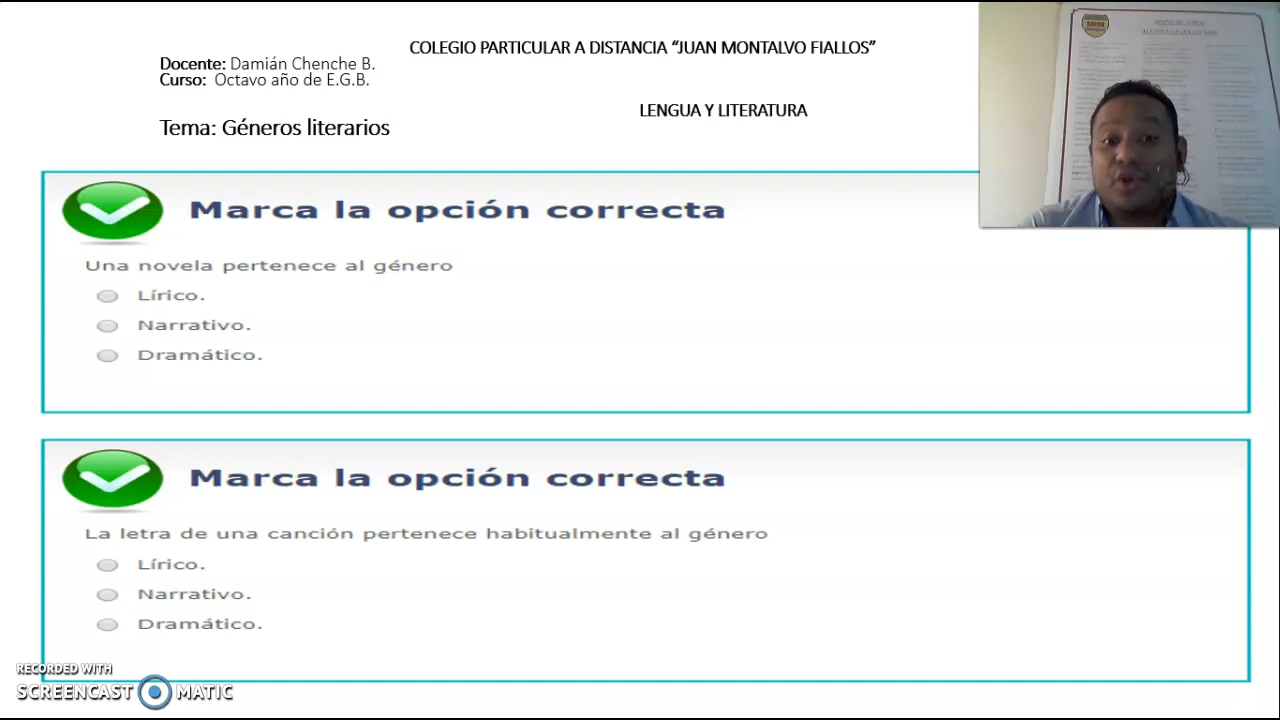 COLEGIO PARTICULAR A DISTANCIA “JUAN MONTALVO FIALLOS”
Docente: Damián Chenche B.
Curso: Octavo año de E.G.B.
LENGUA Y LITERATURA
Tema: Géneros literarios
Marca la opción correcta
Una novela pertenece al género
Lírico.
Narrativo.
Dramático.
Marca la opción correcta
La letra de una canción pertenece habitualmente al género
Lírico.
Narrativo.
Dramático.
RECORDED WITH
SCREENCAST MATIC